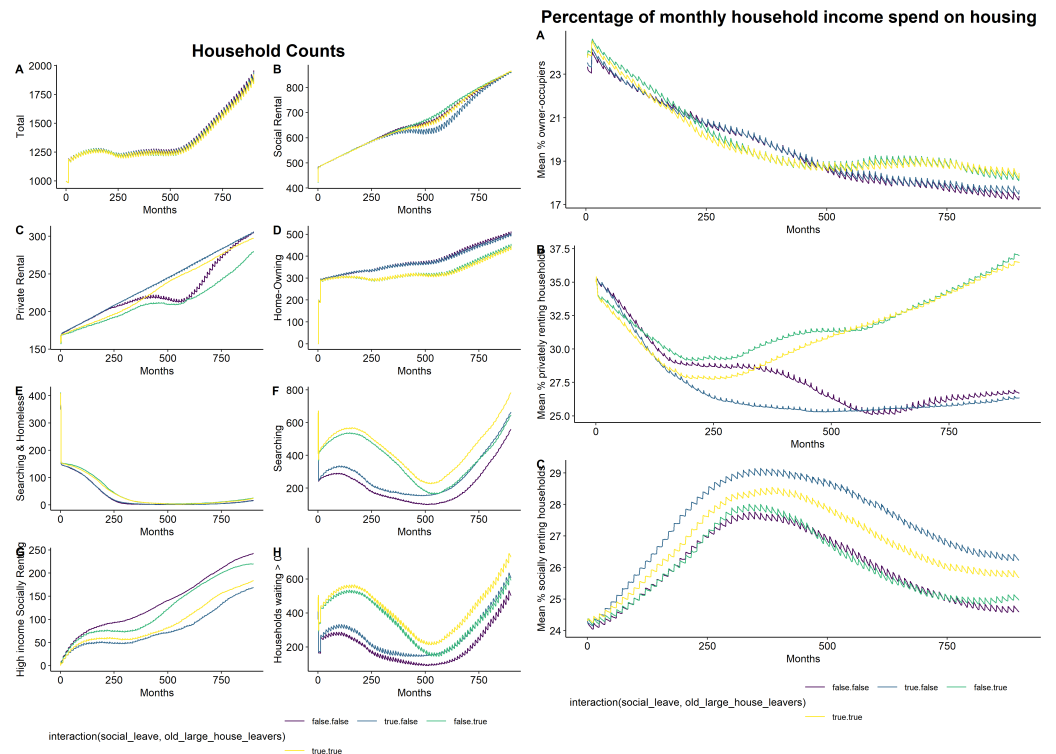 Percentage of monthly household income spend on housing
Household Counts
A
Total
2000
1750
1500
1250
1000
0 250 500 750
Months
B
Social Rental
800
700
600
500
400
0 250 500 750
Months
C
Private Rental
300
250
200
150
0 250 500 750
Months
D
Home-Owning
500
400
300
200
100
0
0 250 500 750
Months
E
Searching & Homeless
400
300
200
100
0
0 250 500 750
Months
F
Searching
800
600
400
200
0 250 500 750
Months
G
High income Socially Renting
250
200
150
100
50
0
0 250 500 750
Months
H
Households waiting > 0
600
400
200
0 250 500 750
Months
interaction(social_leave, old_large_house_leavers)
false.false true.false false.true
true.true
A
Mean % owner-occupiers
23
21
19
17
0 250 500 750
Months
B
Mean % privately renting households
37.5
35.0
32.5
30.0
27.5
25.0
0 250 500 750
Months
C
Mean % socially renting households
29
28
27
26
25
24
0 250 500 750
Months
interaction(social_leave, old_large_house_leavers)
false.false true.false false.true
true.true